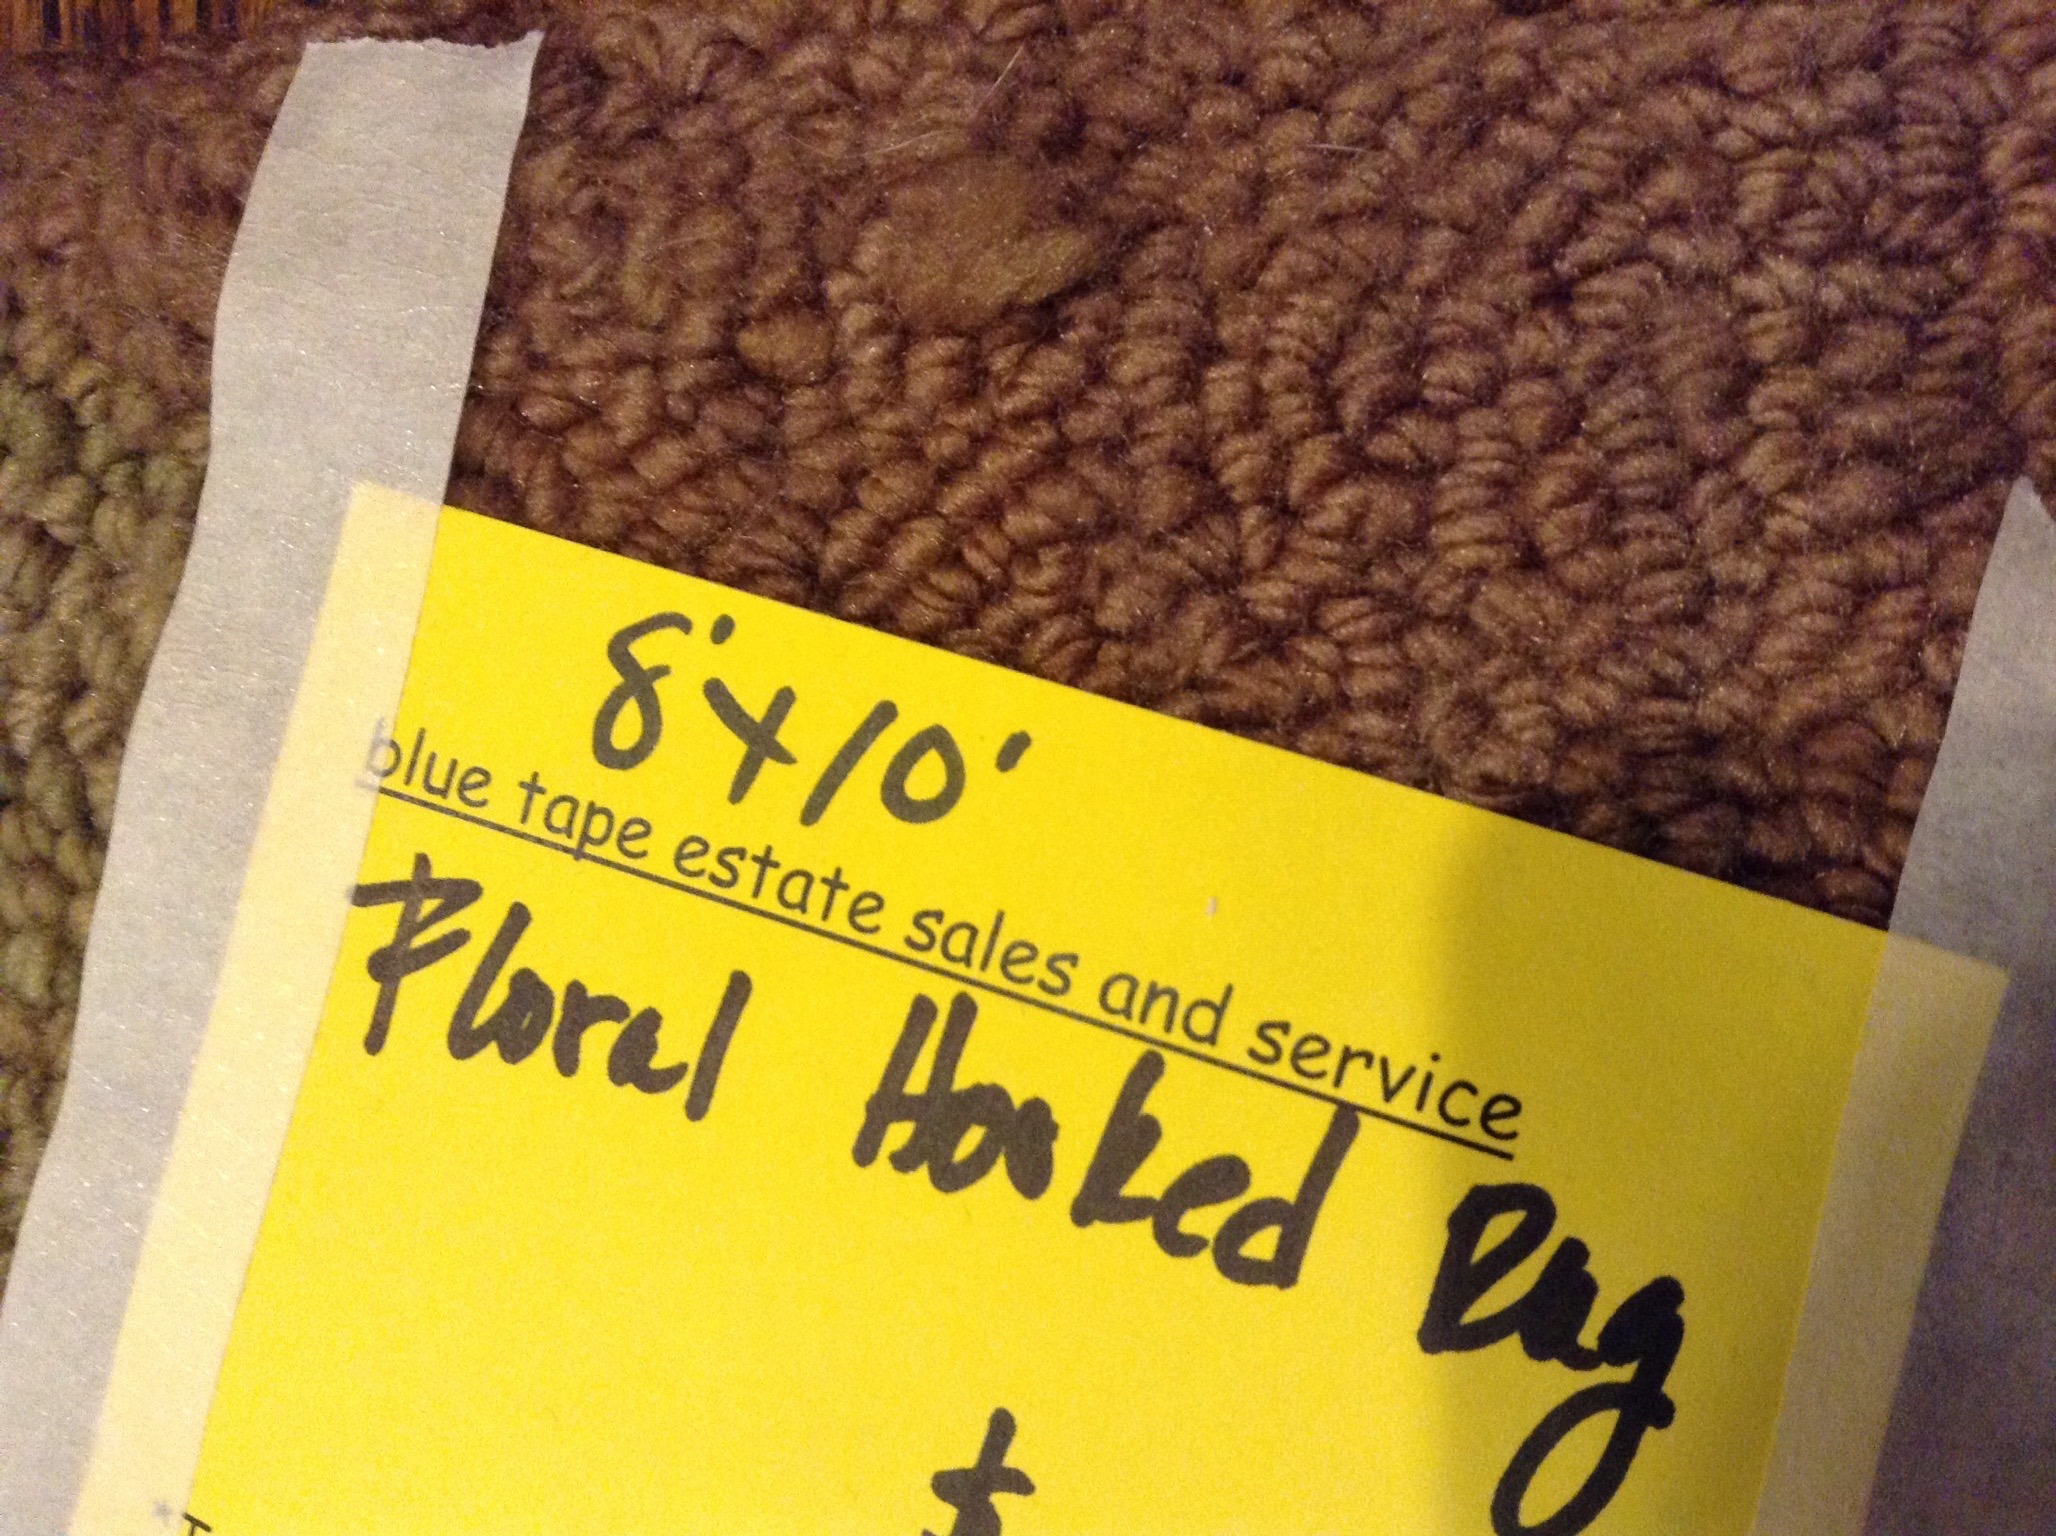 8'x10'
blue tape estate sales and service
Floral Hooked Rug
$